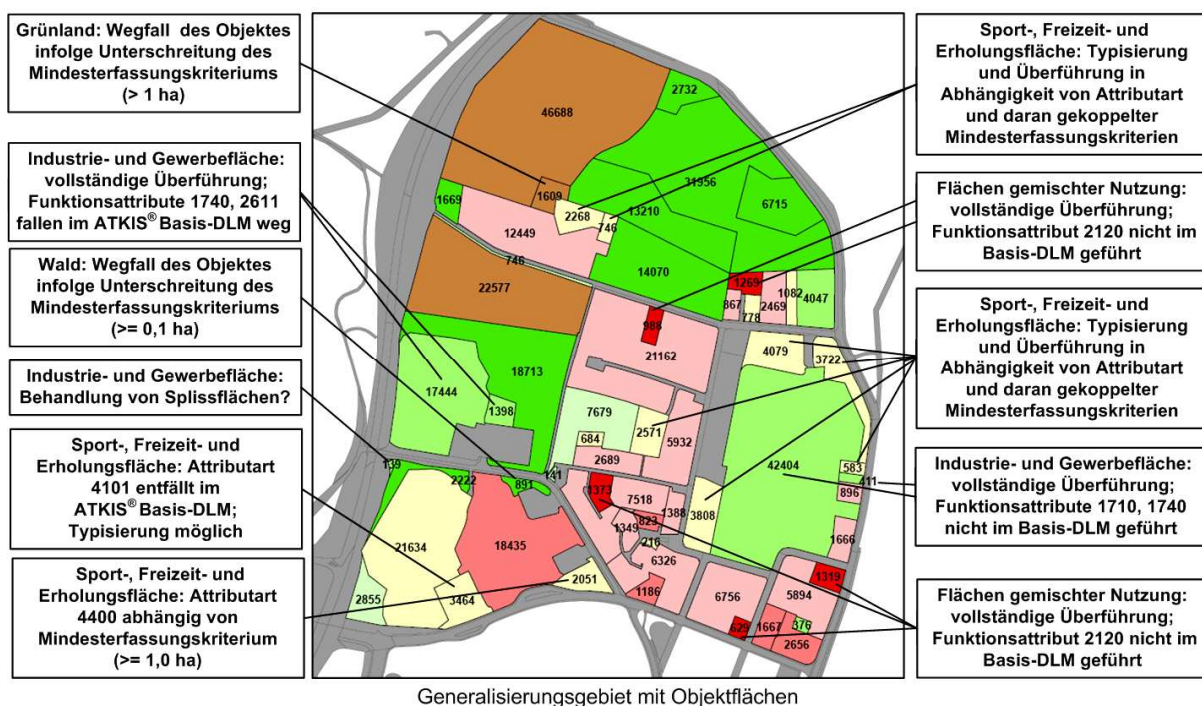 Grünland: Wegfall des Objektes
infolge Unterschreitung des
Mindesterfassungskriteriums
(> 1 ha)
Industrie- und Gewerbefläche:
vollständige Überführung;
Funktionsattribute 1740, 2611
fallen im ATKIS® Basis-DLM weg
Wald: Wegfall des Objektes
infolge Unterschreitung des
Mindesterfassungskriteriums
(>= 0,1 ha)
Industrie- und Gewerbefläche:
Behandlung von Splissflächen?
Sport-, Freizeit- und
Erholungsfläche: Attributart
4101 entfällt im
ATKIS® Basis-DLM;
Typisierung möglich
Sport-, Freizeit- und
Erholungsfläche: Attributart
4400 abhängig von
Mindesterfassungskriterium
(>= 1,0 ha)
2732
46688
31956
1609
6715
1669
2268
13210
746
12449
746
14070
1269
1082
4047
22577
867
2469
778
988
21162
4079
3722
18713
17444
1398
7679
2571
5932
684
2689
42404
139
583
411
141
2222
891
1373
896
7518
1388
3808
1349
823
216
1666
21634
18435
6326
1319
2051
5894
2855
3464
1186
6756
629
1667
376
2656
Sport-, Freizeit- und
Erholungsfläche: Typisierung
und Überführung in
Abhängigkeit von Attributart
und daran gekoppelter
Mindesterfassungskriterien
Flächen gemischter Nutzung:
vollständige Überführung;
Funktionsattribut 2120 nicht im
Basis-DLM geführt
Sport-, Freizeit- und
Erholungsfläche: Typisierung
und Überführung in
Abhängigkeit von Attributart
und daran gekoppelter
Mindesterfassungskriterien
Industrie- und Gewerbefläche:
vollständige Überführung;
Funktionsattribute 1710, 1740
nicht im Basis-DLM geführt
Flächen gemischter Nutzung:
vollständige Überführung;
Funktionsattribut 2120 nicht im
Basis-DLM geführt
Generalisierungsgebiet mit Objektflächen